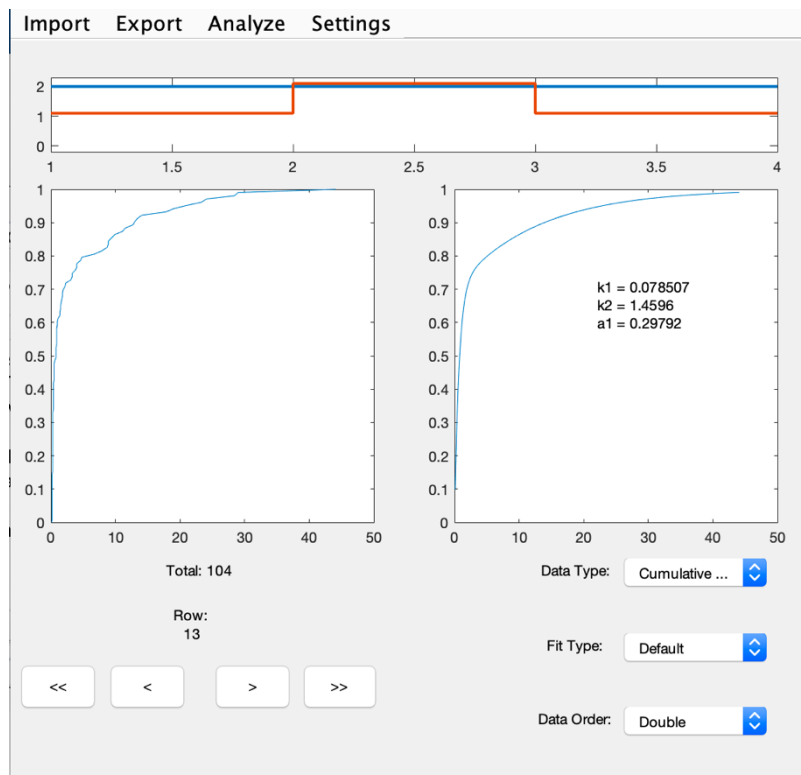 Import Export Analyze Settings
2
1
0
1 1.5 2 2.5 3 3.5 4
1
0.9
0.8
0.7
0.6
0.5
0.4
0.3
0.2
0.1
0
0 10 20 30 40 50
1
0.9
0.8
0.7
0.6
0.5
0.4
0.3
0.2
0.1
0
0 10 20 30 40 50
k1 = 0.078507
k2 = 1.4596
a1 = 0.29792
Total: 104
Row:
13
<< < > >>
Data Type: Cumulative ...
Fit Type: Default
Data Order: Double